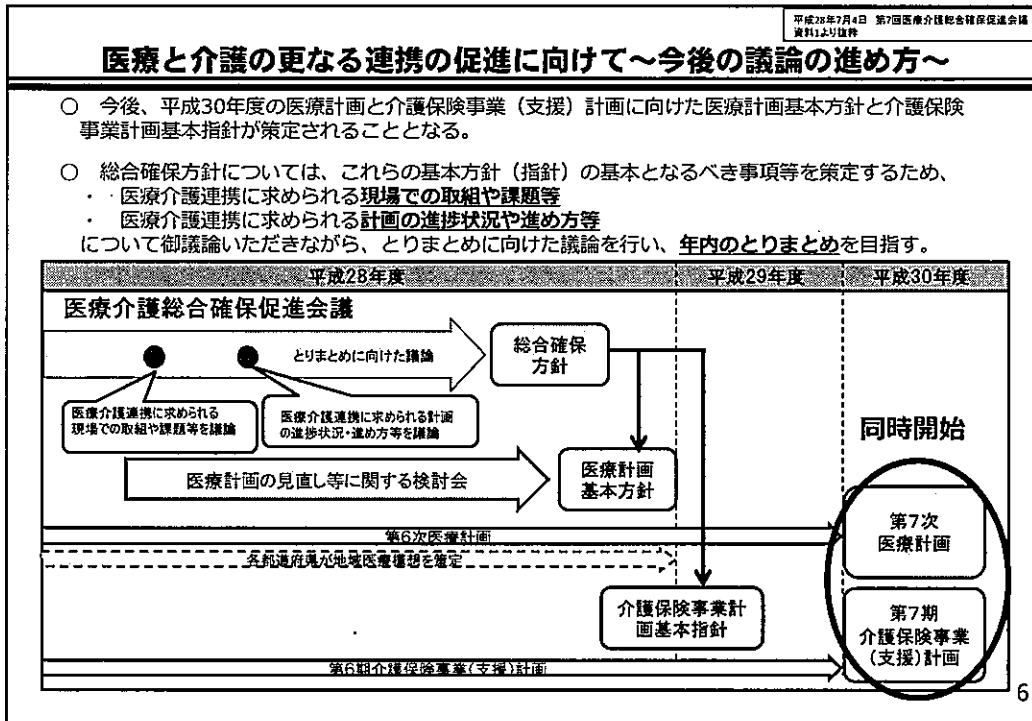 平成28年7月4日 第7回医療介護総合確保促進会議
資料1より抜粋
医療と介護の更なる連携の促進に向けて～今後の議論の進め方～
○ 今後、平成30年度の医療計画と介護保険事業（支援）計画に向けた医療計画基本方針と介護保険
事業計画基本指針が策定されることとなる。
○ 総合確保方針については、これらの基本方針（指針）の基本となるべき事項等を策定するため、
・ 医療介護連携に求められる現場での取組や課題等
・ 医療介護連携に求められる計画の進捗状況や進め方等
について御議論いただきながら、とりまとめに向けた議論を行い、年内のとりまとめを目指す。
平成28年度
平成29年度
平成30年度
医療介護総合確保促進会議
とりまとめに向けた議論
総合確保
方針
医療介護連携に求められる
現場での取組や課題等を議論
医療介護連携に求められる計画
の進捗状況・進め方等を議論
同時開始
医療計画の見直し等に関する検討会
医療計画
基本方針
第6次医療計画
第7次
医療計画
各都道府県が地域医療構想を策定
介護保険事業計
画基本指針
第7期
介護保険事業
(支援)計画
第6期介護保険事業(支援)計画
6